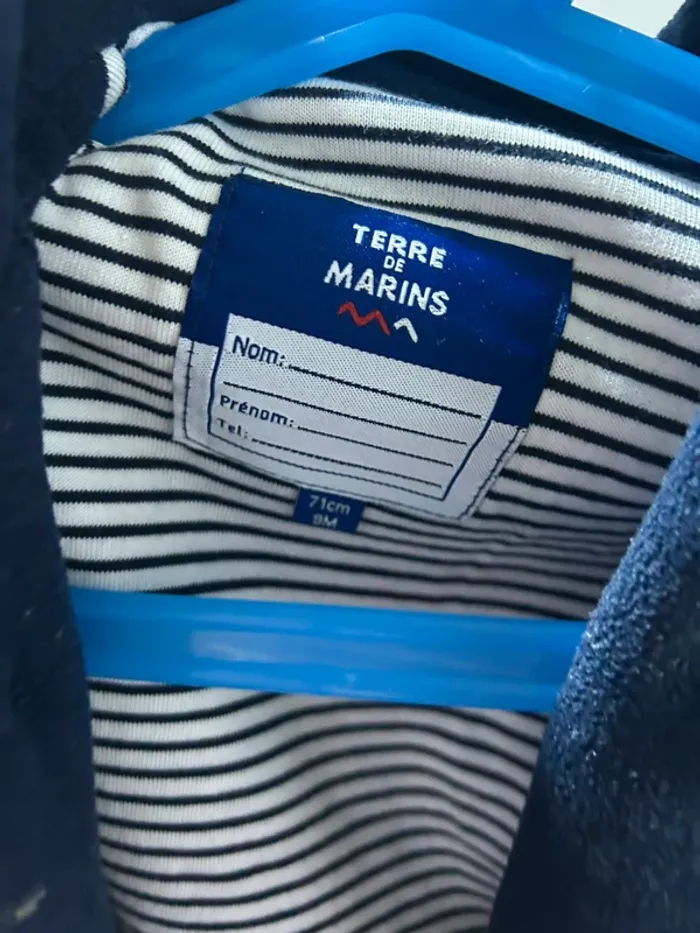 TERRE
DE
MARINS
Nom:
Prénom:
Tel:
71cm
9M